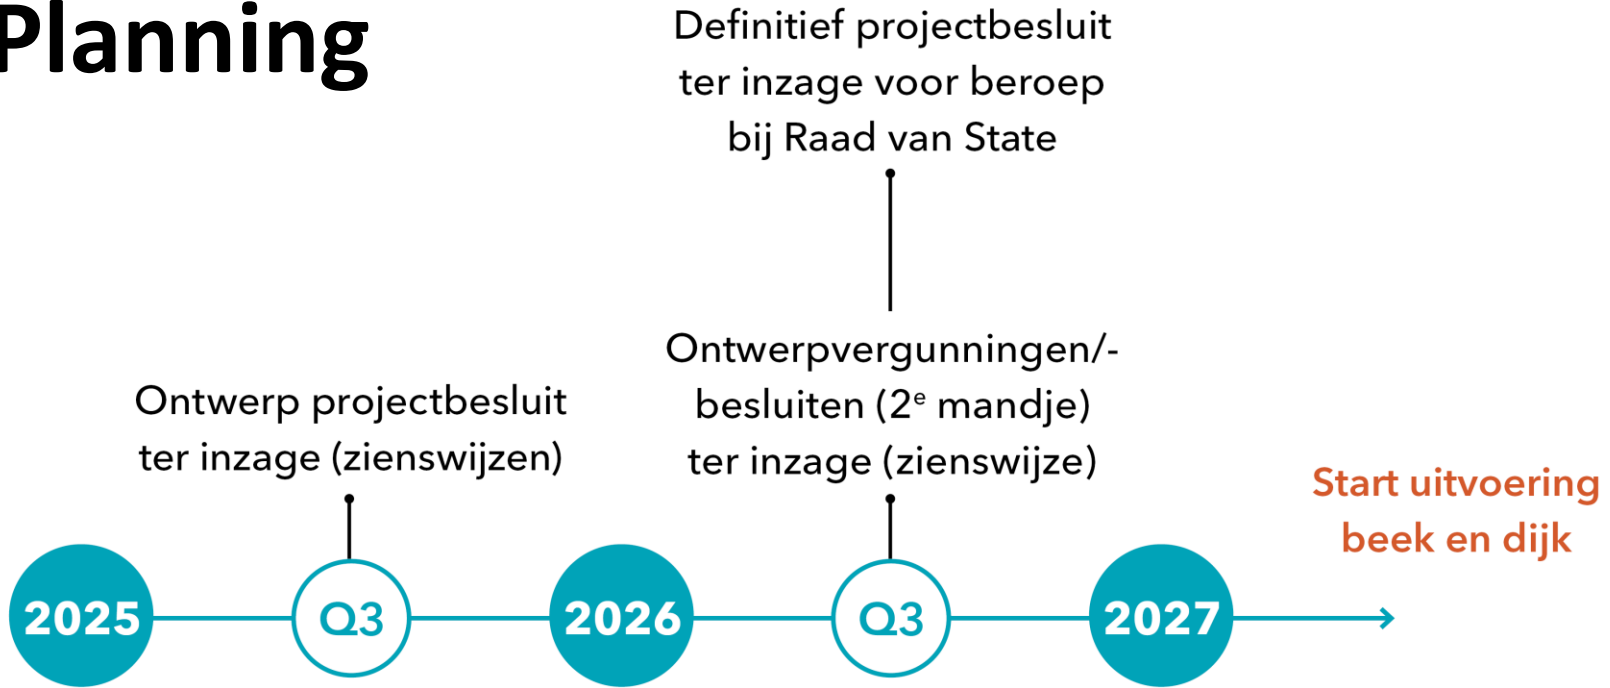 Planning
Definitief projectbesluit
ter inzage voor beroep
bij Raad van State
Ontwerpvergunningen/-
besluiten (2e mandje)
ter inzage (zienswijze)
Ontwerp projectbesluit
ter inzage (zienswijzen)
Start uitvoering
beek en dijk
2025 Q3 2026 Q3 2027